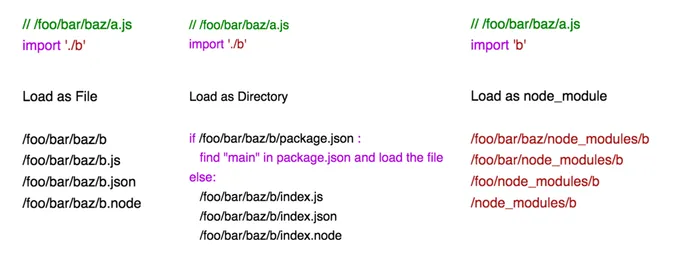 // /foo/bar/baz/a.js
import './b'
Load as File
/foo/bar/baz/b
/foo/bar/baz/b.js
/foo/bar/baz/b.json
/foo/bar/baz/b.node
// /foo/bar/baz/a.js
import './b'
Load as Directory
if /foo/bar/baz/b/package.json :
find "main" in package.json and load the file
else:
/foo/bar/baz/b/index.js
/foo/bar/baz/b/index.json
/foo/bar/baz/b/index.node
// /foo/bar/baz/a.js
import 'b'
Load as node_module
/foo/bar/baz/node_modules/b
/foo/bar/node_modules/b
/foo/node_modules/b
/node_modules/b